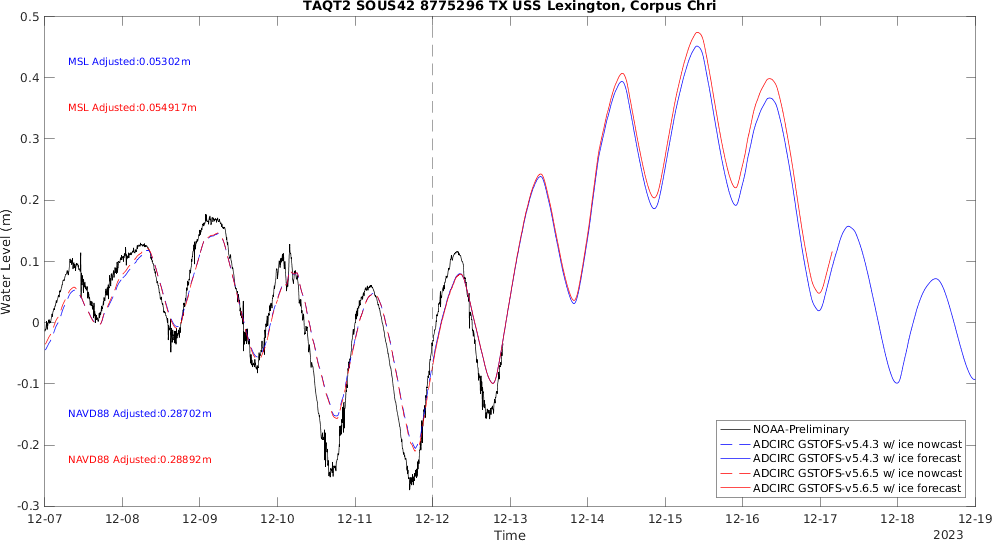 TAQT2 SOUS42 8775296 TX USS Lexington, Corpus Chri
Water Level (m)
0.5
0.4
0.3
0.2
0.1
0
-0.1
-0.2
-0.3
MSL Adjusted:0.05302m
MSL Adjusted:0.054917m
NAVD88 Adjusted:0.28702m
NAVD88 Adjusted:0.28892m
NOAA-Preliminary
ADCIRC GSTOFS-v5.4.3 w/ ice nowcast
ADCIRC GSTOFS-v5.4.3 w/ ice forecast
ADCIRC GSTOFS-v5.6.5 w/ ice nowcast
ADCIRC GSTOFS-v5.6.5 w/ ice forecast
12-07 12-08 12-09 12-10 12-11 12-12 12-13 12-14 12-15 12-16 12-17 12-18 12-19
Time
2023